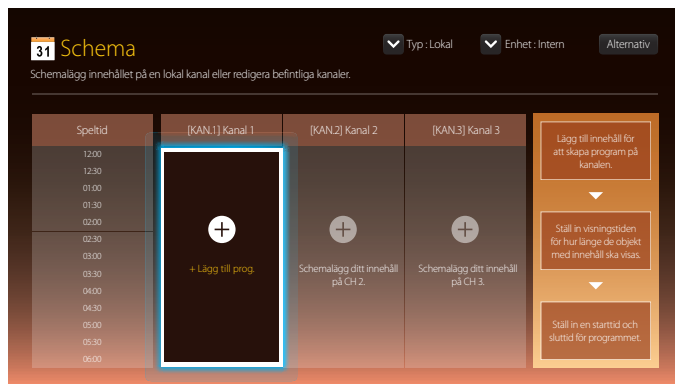 31 Schema
Typ : Lokal
Enhet : Intern
Alternativ
Schemalägg innehållet på en lokal kanal eller redigera befintliga kanaler.
Speltid
[KAN.1] Kanal 1
[KAN.2] Kanal 2
[KAN.3] Kanal 3
12:00
12:30
01:00
01:30
02:00
02:30
03:00
03:30
04:00
04:30
05:00
05:30
06:00
+ Lägg till prog.
Schemalägg ditt innehåll
på CH 2.
Schemalägg ditt innehåll
på CH 3.
Lägg till innehåll för
att skapa program på
kanalen.
Ställ in visningstiden
för hur länge de objekt
med innehåll ska visas.
Ställ in en starttid och
sluttid för programmet.